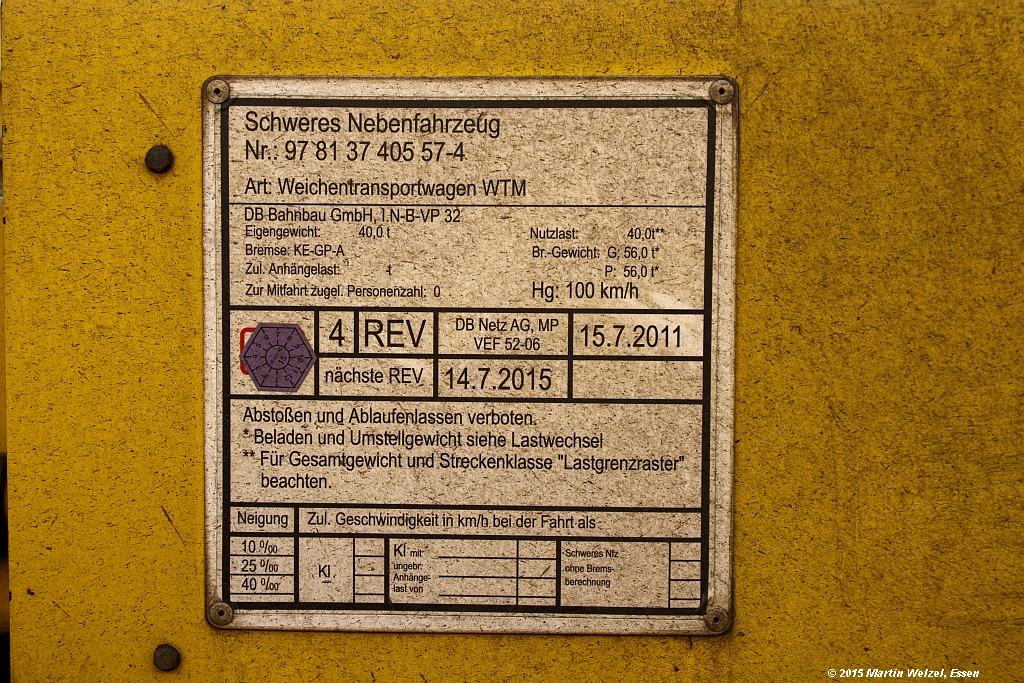 Schweres Nebenfahrzeug
Nr.: 97 81 37 405 57-4
Art: Weichentransportwagen WTM
DB Bahnbau GmbH, I.N-B-VP 32
Eigengewicht: 40,0 t Nutzlast: 40,0t**
Bremse: KE-GP-A Br.-Gewicht: G: 56,0 t*
Zul. Anhängelast: t P: 56,0 t*
Zur Mitfahrt zugel. Personenzahl: 0 Hg: 100 km/h
4 REV DB Netz AG, MP VEF 52-06 15.7.2011
nächste REV 14.7.2015
Abstoßen und Ablaufenlassen verboten.
* Beladen und Umstellgewicht siehe Lastwechsel
** Für Gesamtgewicht und Streckenklasse "Lastgrenzraster"
beachten.
Neigung Zul. Geschwindigkeit in km/h bei der Fahrt als
10 %00
25 %00
40 %00
Kl.
Kl mit
ungebr.
Anhänge-
last von
Schweres Nfz
ohne Brems-
berechnung
© 2015 Martin Welzel, Essen